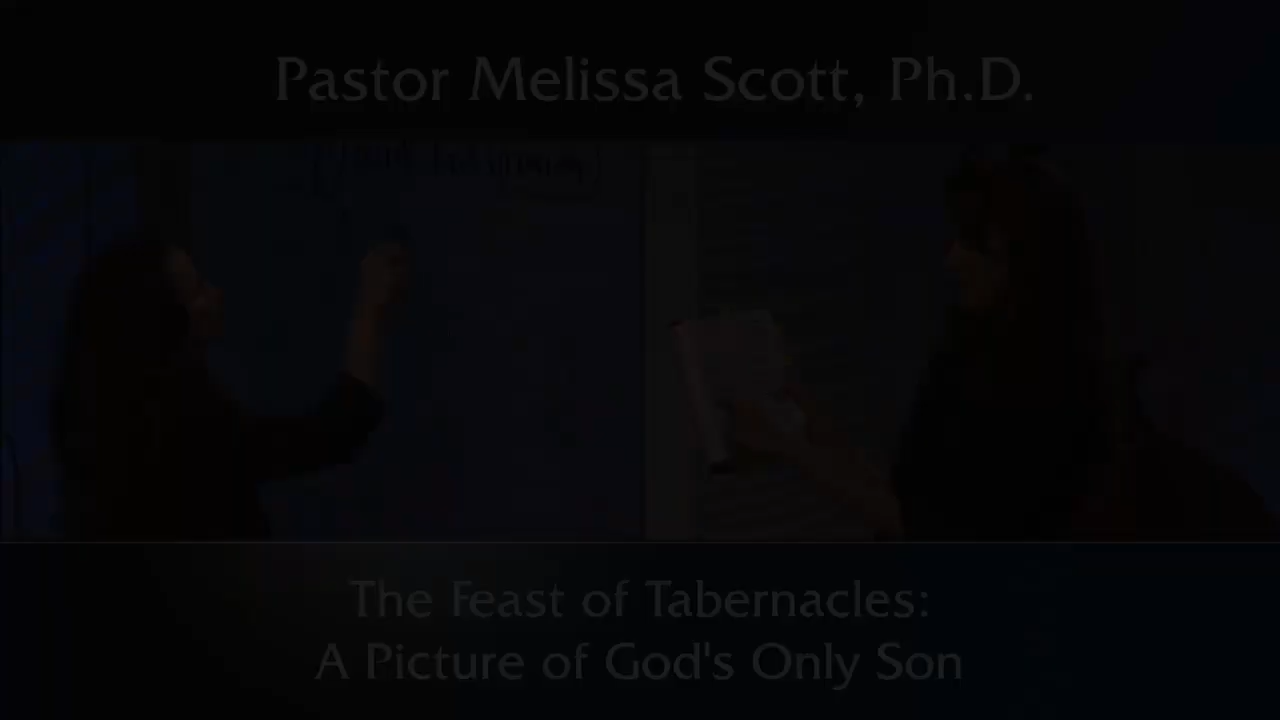 Pastor Melissa Scott, Ph.D.
The Feast of Tabernacles:
A Picture of God's Only Son